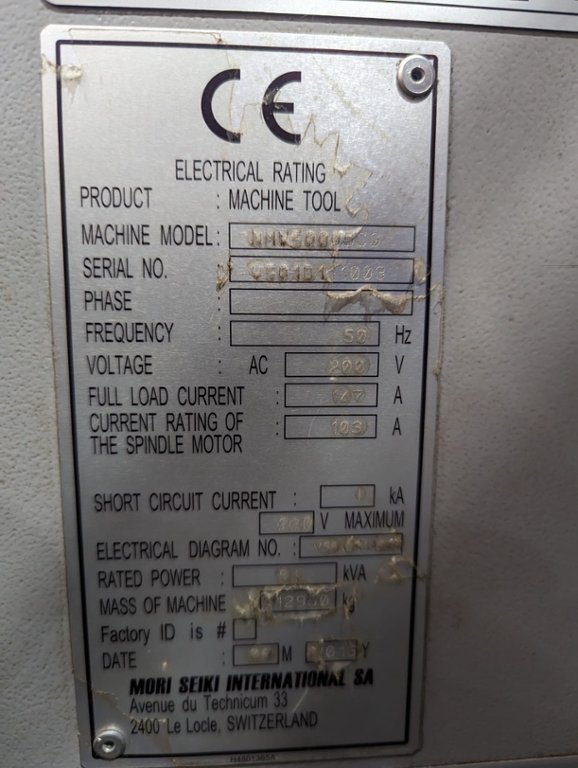 CE
ELECTRICAL RATING
PRODUCT : MACHINE TOOL
MACHINE MODEL :
SERIAL NO. :
PHASE :
FREQUENCY : 50 Hz
VOLTAGE : AC 200 V
FULL LOAD CURRENT : A
CURRENT RATING OF
THE SPINDLE MOTOR : A
SHORT CIRCUIT CURRENT : kA
V MAXIMUM
ELECTRICAL DIAGRAM NO. :
RATED POWER : kVA
MASS OF MACHINE kg
Factory ID is #
DATE : M Y
MORI SEIKI INTERNATIONAL SA
Avenue du Technicum 33
2400 Le Locle, SWITZERLAND